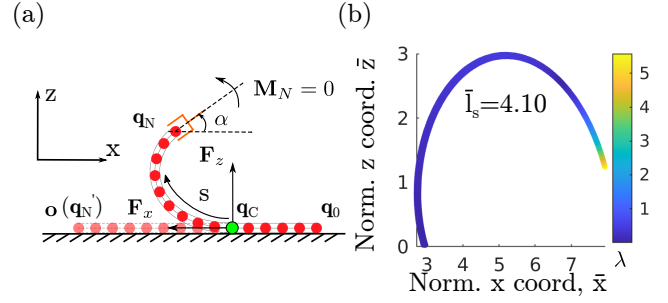 (a)
z
x
q_N
M_N = 0
α
F_z
s
o (q_N')
F_x
q_C
q_0
(b)
Norm. z coord. z̄
3
2
1
0
l̄_s=4.10
3
4
5
6
7
Norm. x coord, x̄
5
4
3
2
1
λ